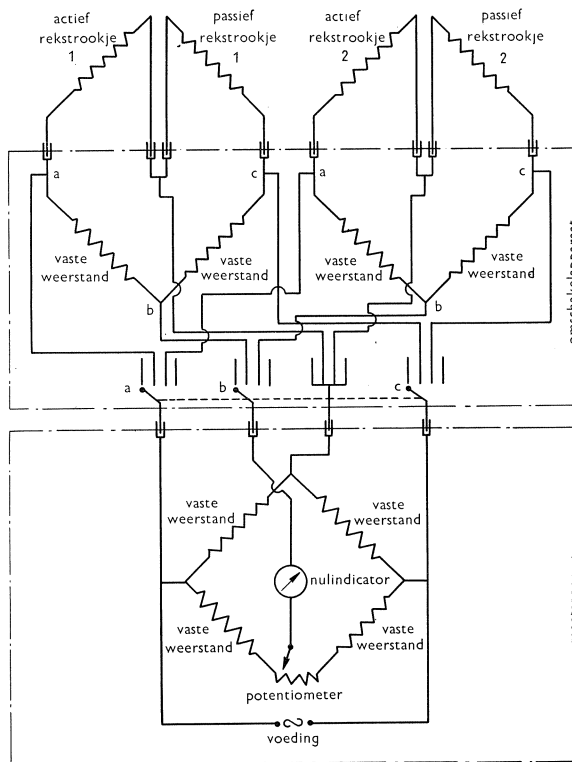 actief
rekstrookje
1
passief
rekstrookje
1
actief
rekstrookje
2
passief
rekstrookje
2
a
c
a
c
vaste
weerstand
vaste
weerstand
vaste
weerstand
vaste
weerstand
b
b
a
b
c
vaste
weerstand
vaste
weerstand
nulindicator
vaste
weerstand
vaste
weerstand
potentiometer
voeding